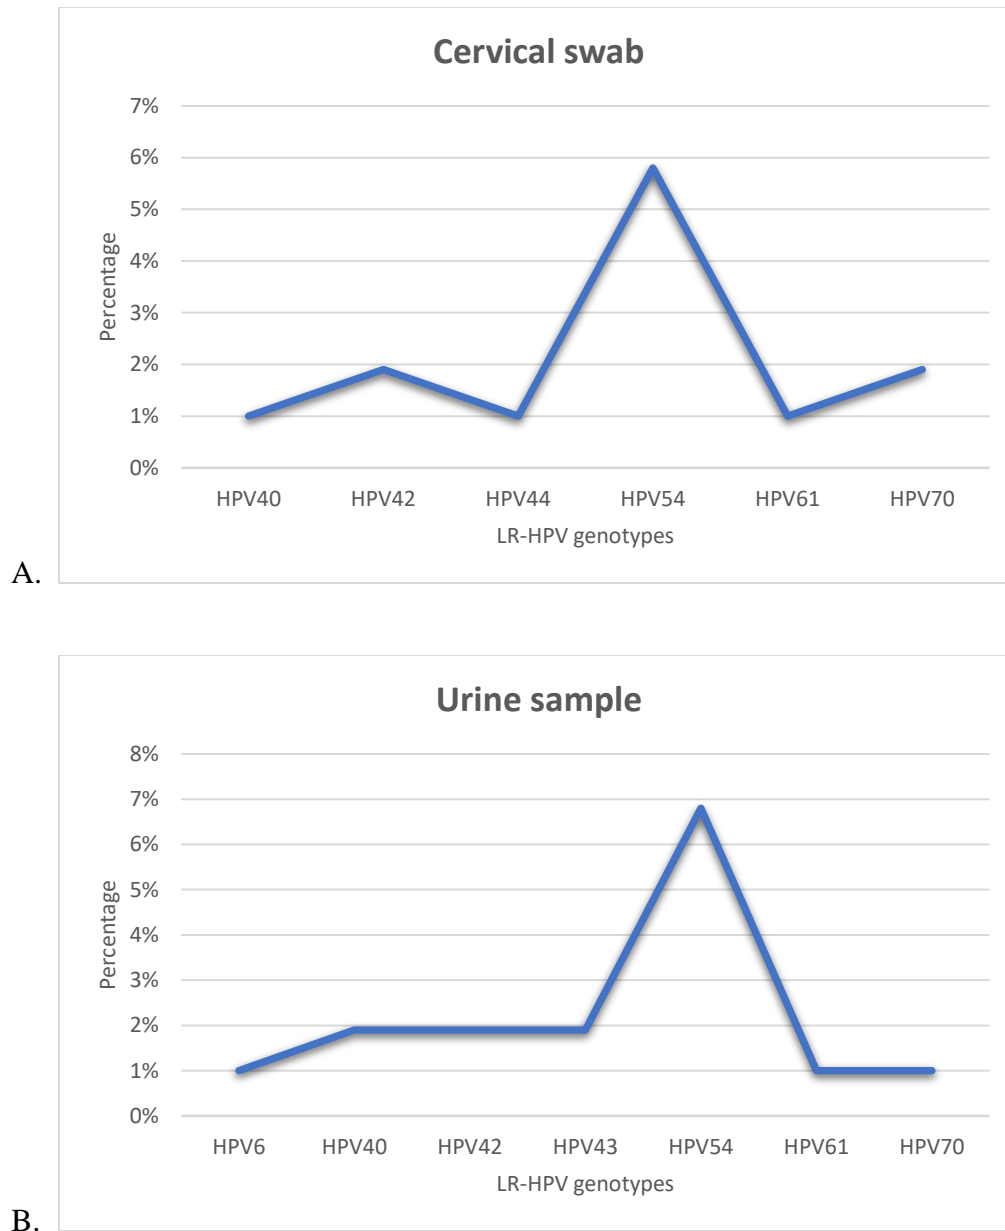 Cervical swab
7%
6%
5%
4%
3%
2%
1%
0%
Percentage
HPV40 HPV42 HPV44 HPV54 HPV61 HPV70
LR-HPV genotypes
A.
Urine sample
8%
7%
6%
5%
4%
3%
2%
1%
0%
Percentage
HPV6 HPV40 HPV42 HPV43 HPV54 HPV61 HPV70
LR-HPV genotypes
B.